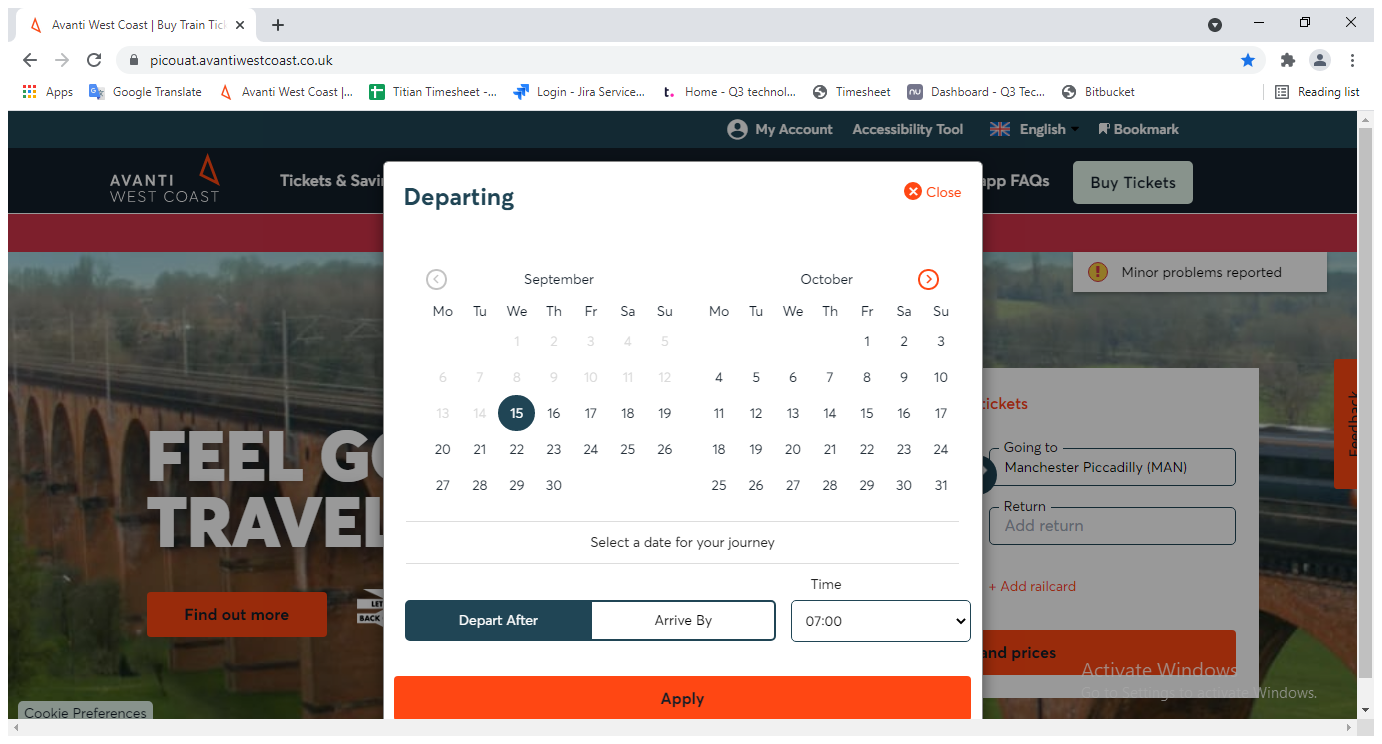 Avanti West Coast | Buy Train Tic
picouat.avantiwestcoast.co.uk
Apps
Google Translate
Avanti West Coast |...
Titian Timesheet -...
Login - Jira Service...
Home - Q3 technol...
Timesheet
Dashboard - Q3 Tec...
Bitbucket
Reading list
My Account
Accessibility Tool
English
Bookmark
AVANTI
WEST COAST
Tickets & Savi
app FAQs
Buy Tickets
Departing
Close
Minor problems reported
September
Mo Tu We Th Fr Sa Su
1 2 3 4 5
6 7 8 9 10 11 12
13 14 15 16 17 18 19
20 21 22 23 24 25 26
27 28 29 30
October
Mo Tu We Th Fr Sa Su
1 2 3
4 5 6 7 8 9 10
11 12 13 14 15 16 17
18 19 20 21 22 23 24
25 26 27 28 29 30 31
Select a date for your journey
Time
Depart After
Arrive By
07:00
Apply
FEEL GO
TRAVEL
Find out more
LET
BACK
tickets
Going to
Manchester Piccadilly (MAN)
Return
Add return
+ Add railcard
and prices
Feedback
Activate Windows
Go to Settings to activate Windows.
Cookie Preferences